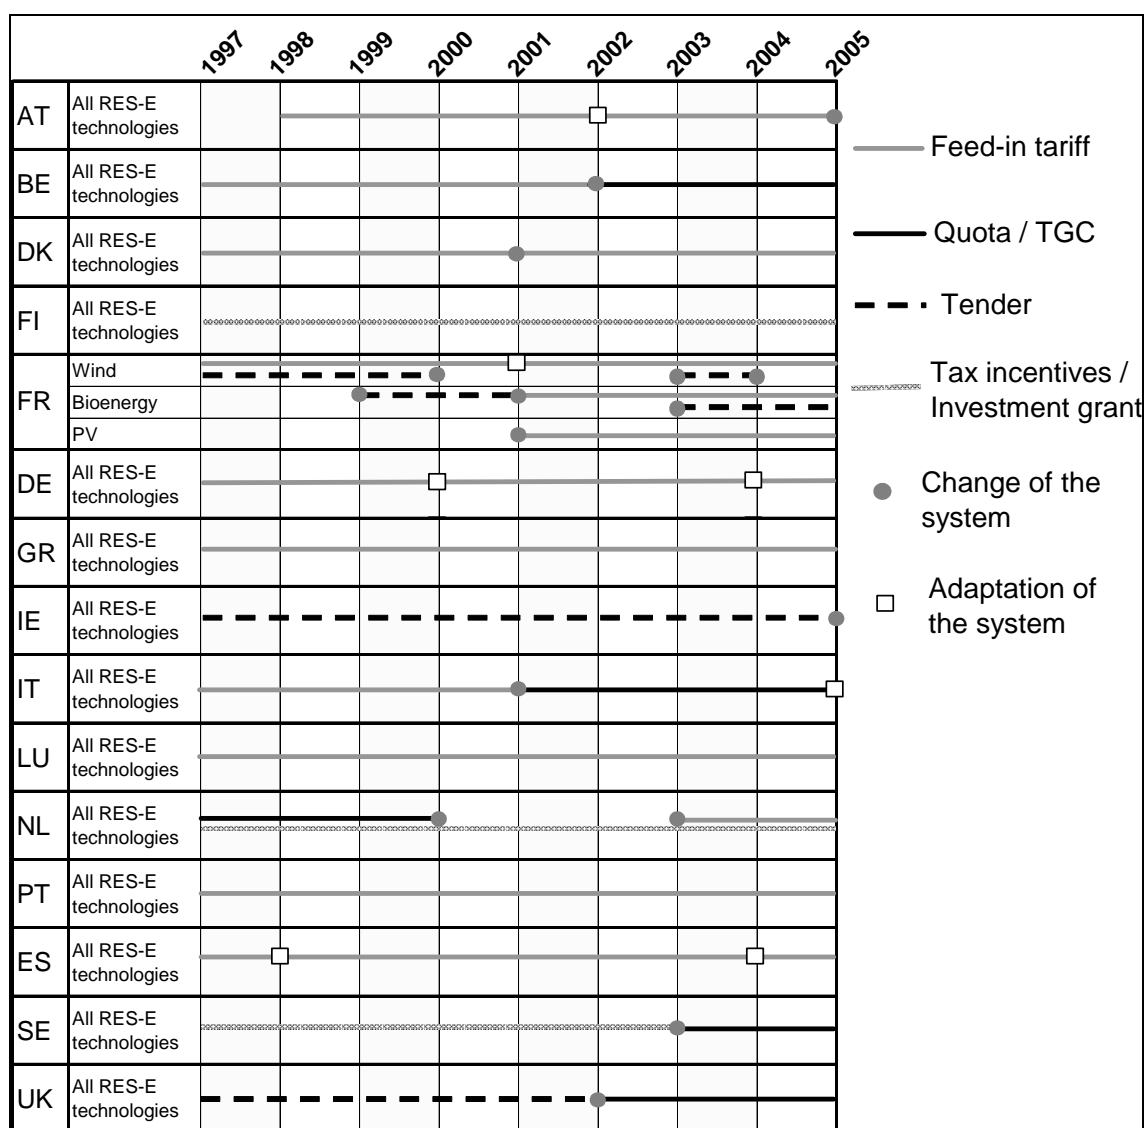 1997 1998 1999 2000 2001 2002 2003 2004 2005
AT All RES-E
technologies
BE All RES-E
technologies
DK All RES-E
technologies
FI All RES-E
technologies
FR Wind
Bioenergy
PV
DE All RES-E
technologies
GR All RES-E
technologies
IE All RES-E
technologies
IT All RES-E
technologies
LU All RES-E
technologies
NL All RES-E
technologies
PT All RES-E
technologies
ES All RES-E
technologies
SE All RES-E
technologies
UK All RES-E
technologies
Feed-in tariff
Quota / TGC
Tender
Tax incentives /
Investment grant
Change of the
system
Adaptation of
the system